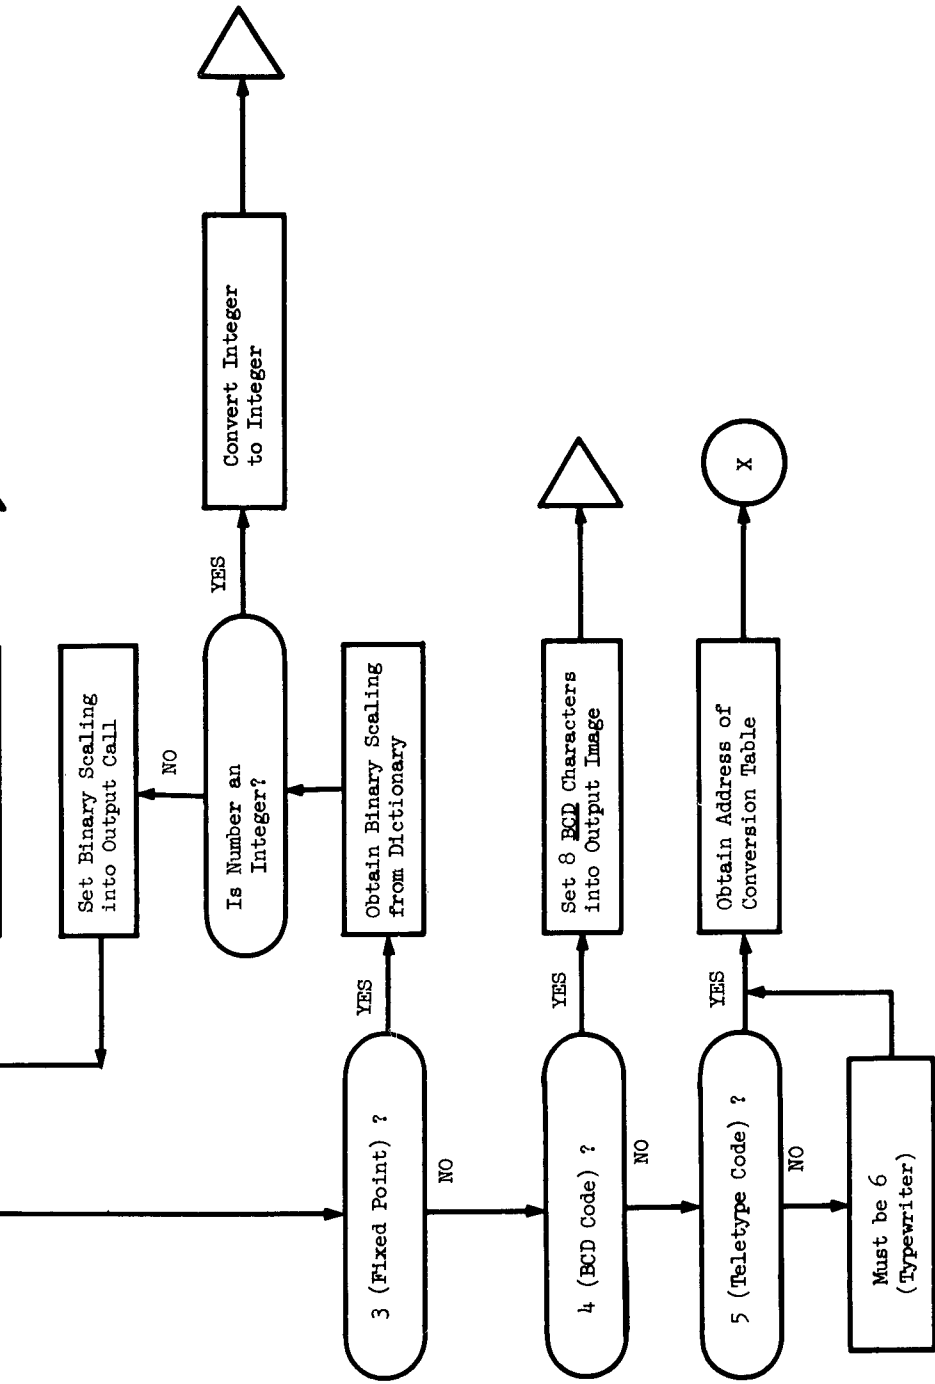 Set Binary Scaling
into Output Call
NO
Is Number an
Integer?
YES
Convert Integer
to Integer
3 (Fixed Point) ?
YES
Obtain Binary Scaling
from Dictionary
NO
4 (BCD Code) ?
YES
Set 8 BCD Characters
into Output Image
NO
5 (Teletype Code) ?
YES
Obtain Address of
Conversion Table
X
NO
Must be 6
(Typewriter)